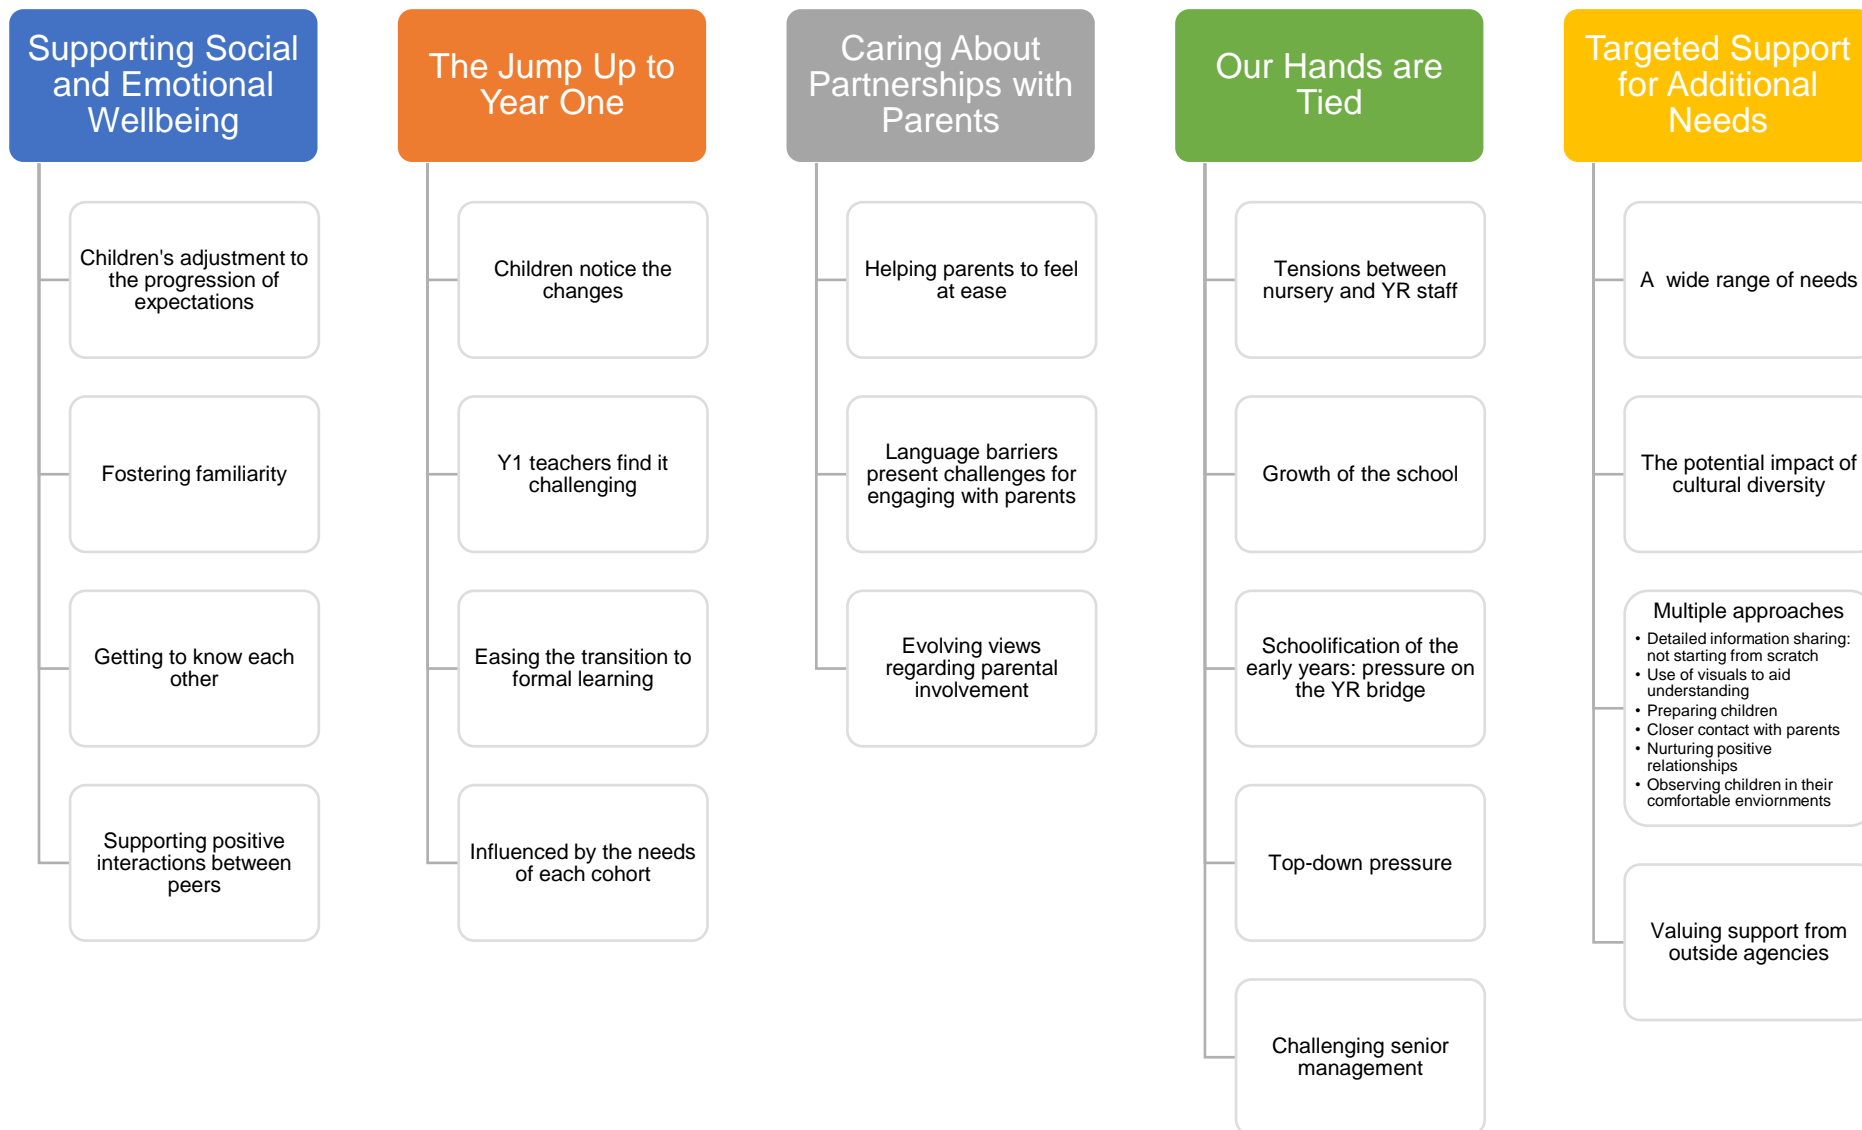 Supporting Social
and Emotional
Wellbeing
Children's adjustment to
the progression of
expectations
Fostering familiarity
Getting to know each
other
Supporting positive
interactions between
peers
The Jump Up to
Year One
Children notice the
changes
Y1 teachers find it
challenging
Easing the transition to
formal learning
Influenced by the needs
of each cohort
Caring About
Partnerships with
Parents
Helping parents to feel
at ease
Language barriers
present challenges for
engaging with parents
Evolving views
regarding parental
involvement
Our Hands are
Tied
Tensions between
nursery and YR staff
Growth of the school
Schoolification of the
early years: pressure on
the YR bridge
Top-down pressure
Challenging senior
management
Targeted Support
for Additional
Needs
A  wide range of needs
The potential impact of
cultural diversity
Multiple approaches
• Detailed information sharing:
not starting from scratch
• Use of visuals to aid
understanding
• Preparing children
• Closer contact with parents
• Nurturing positive
relationships
• Observing children in their
comfortable enviornments
Valuing support from
outside agencies